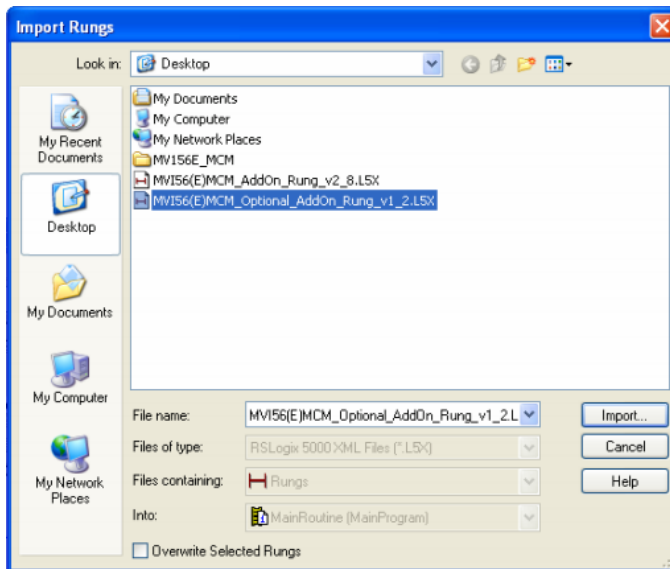 Import Rungs
Look in:
Desktop
My Recent
Documents
Desktop
My Documents
My Computer
My Network
Places
My Documents
My Computer
My Network Places
MV156E_MCM
MVI56(E)MCM_AddOn_Rung_v2_8.L5X
MVI56(E)MCM_Optional_AddOn_Rung_v1_2.L5X
File name:
MVI56(E)MCM_Optional_AddOn_Rung_v1_2.L
Import...
Files of type:
RSLogix 5000 XML Files (*.L5X)
Cancel
Files containing:
Rungs
Help
Into:
MainRoutine (MainProgram)
Overwrite Selected Rungs